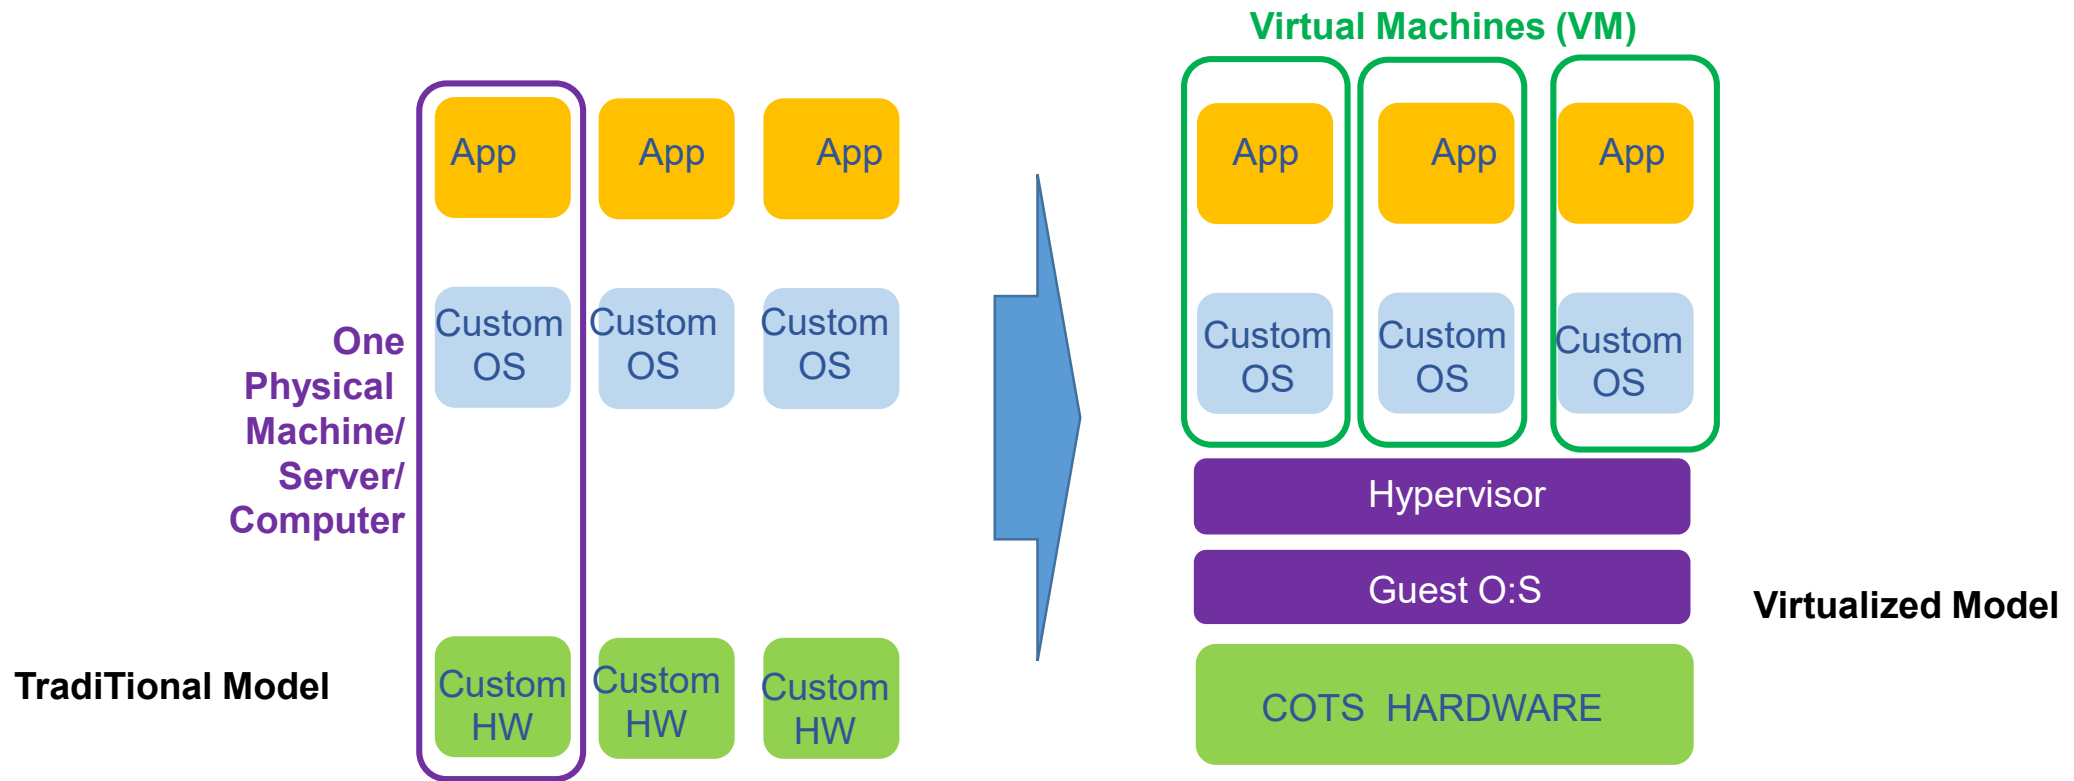 Virtual Machines (VM)
App
App
App
App
App
App
Custom
OS
Custom
OS
Custom
OS
Custom
OS
Custom
OS
Custom
OS
One
Physical
Machine/
Server/
Computer
Hypervisor
Guest O:S
Virtualized Model
TradiTional Model
Custom
HW
Custom
HW
Custom
HW
COTS HARDWARE